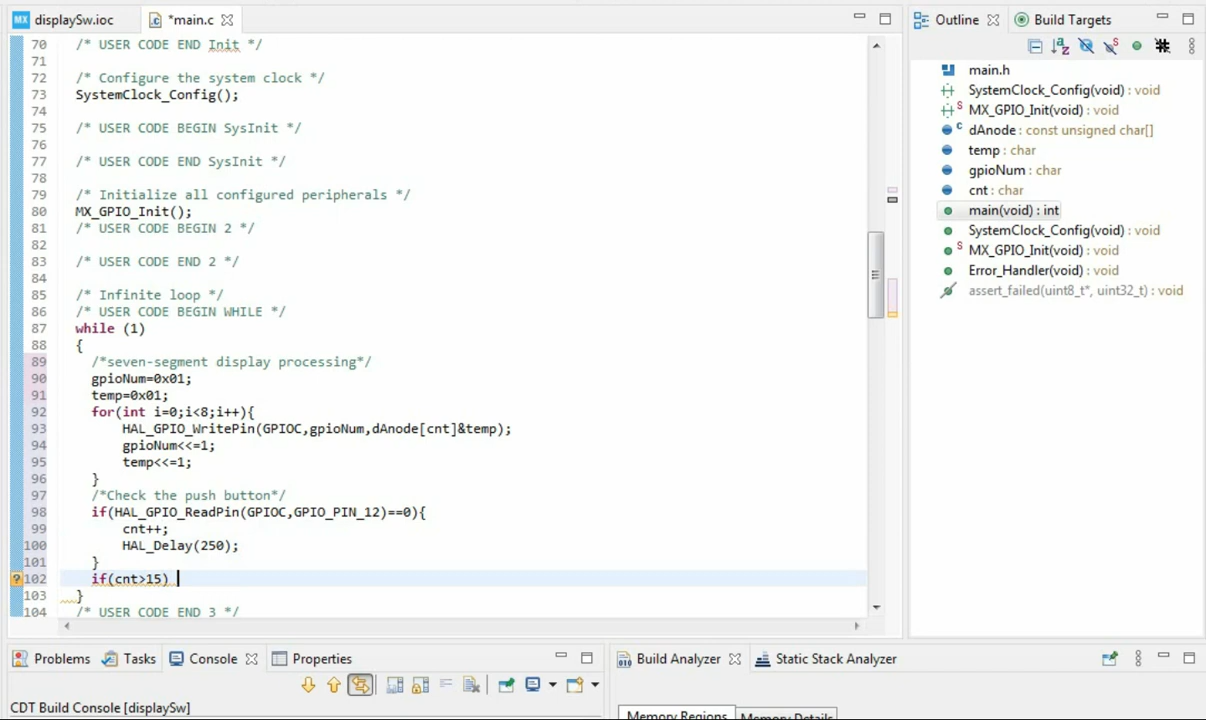 displaySw.ioc
*main.c
70 /* USER CODE END Init */
71
72 /* Configure the system clock */
73 SystemClock_Config();
74
75 /* USER CODE BEGIN SysInit */
76
77 /* USER CODE END SysInit */
78
79 /* Initialize all configured peripherals */
80 MX_GPIO_Init();
81 /* USER CODE BEGIN 2 */
82
83 /* USER CODE END 2 */
84
85 /* Infinite loop */
86 /* USER CODE BEGIN WHILE */
87 while (1)
88 {
89 /*seven-segment display processing*/
90 gpioNum=0x01;
91 temp=0x01;
92 for(int i=0;i<8;i++){
93 HAL_GPIO_WritePin(GPIOC,gpioNum,dAnode[cnt]&temp);
94 gpioNum<<=1;
95 temp<<=1;
96 }
97 /*Check the push button*/
98 if(HAL_GPIO_ReadPin(GPIOC,GPIO_PIN_12)==0){
99 cnt++;
100 HAL_Delay(250);
101 }
102 if(cnt>15)
103 }
104 /* USER CODE END 3 */
Outline
Build Targets
main.h
SystemClock_Config(void) : void
MX_GPIO_Init(void) : void
dAnode : const unsigned char[]
temp : char
gpioNum : char
cnt : char
main(void) : int
SystemClock_Config(void) : void
MX_GPIO_Init(void) : void
Error_Handler(void) : void
assert_failed(uint8_t*, uint32_t) : void
Problems
Tasks
Console
Properties
CDT Build Console [displaySw]
Build Analyzer
Static Stack Analyzer
Memory Regions
Memory Details